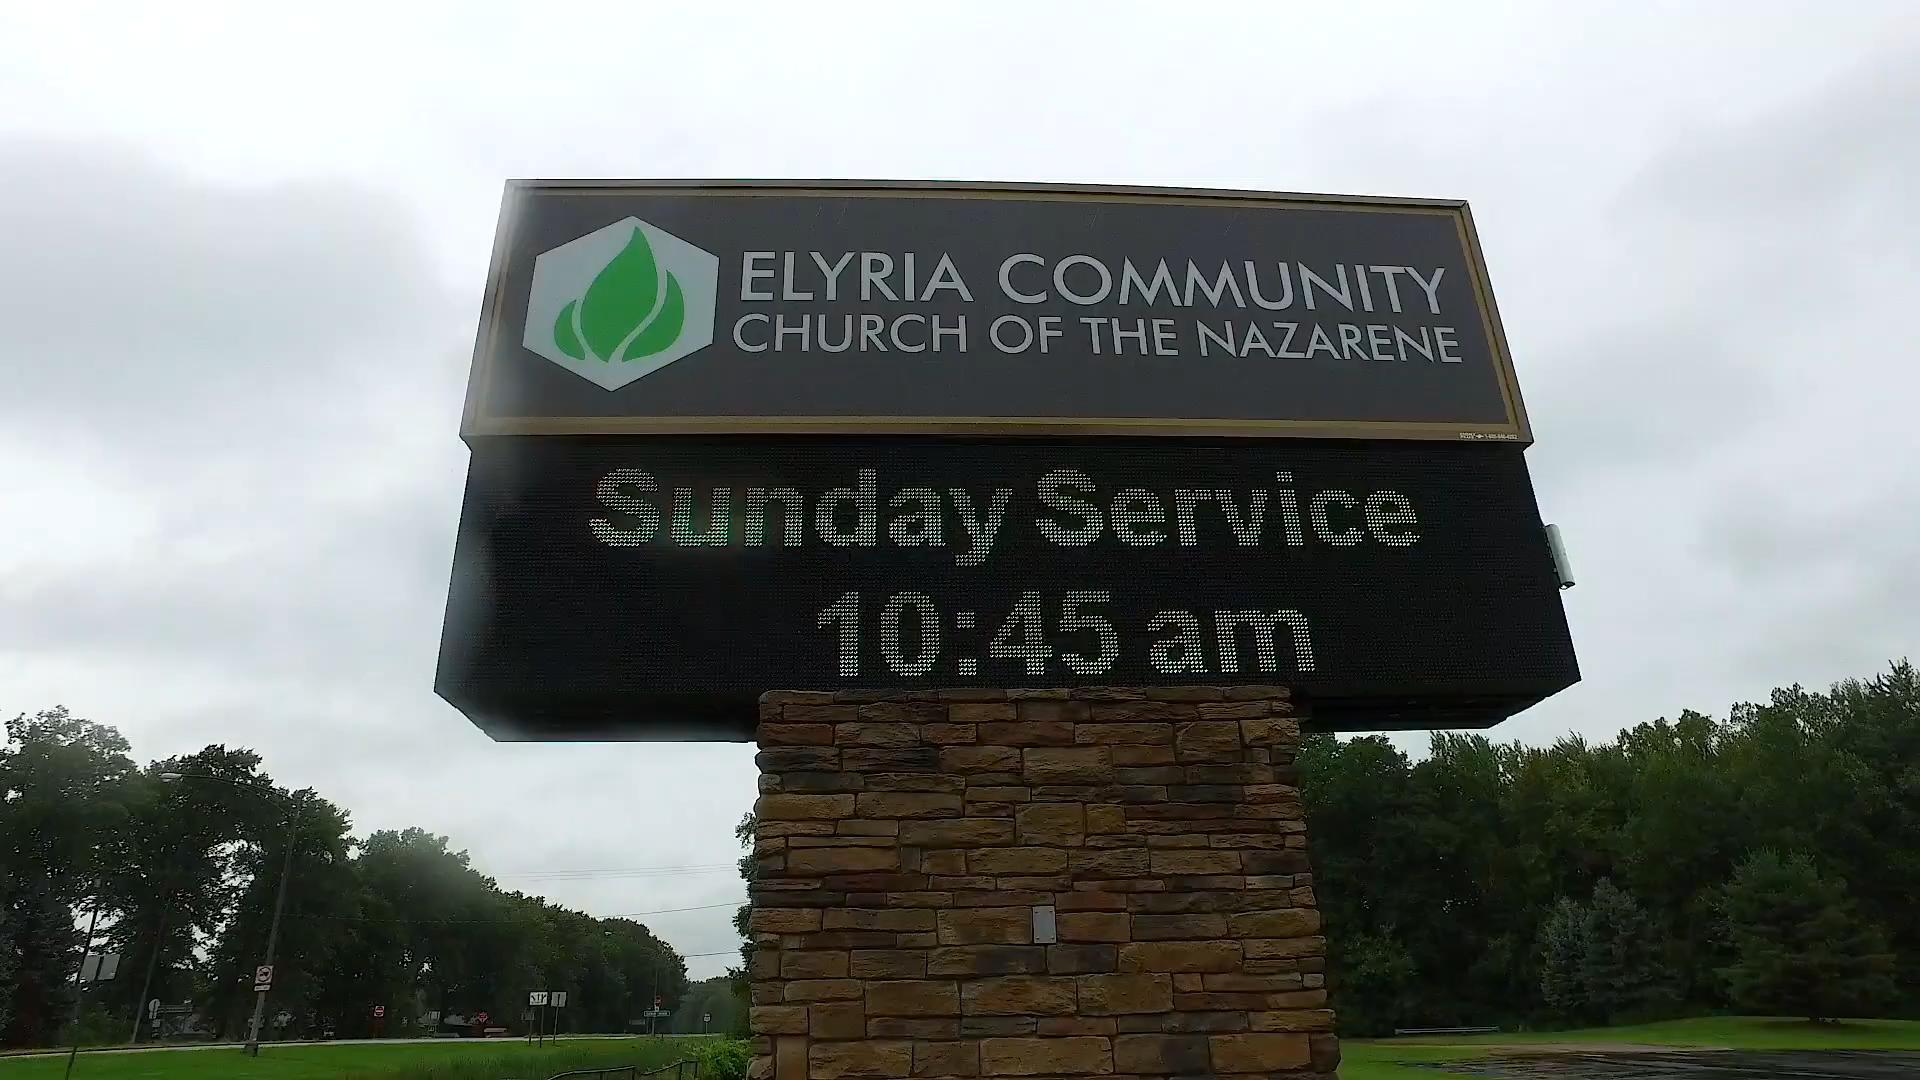 ELYRIA COMMUNITY
CHURCH OF THE NAZARENE
Sunday Service
10:45 am